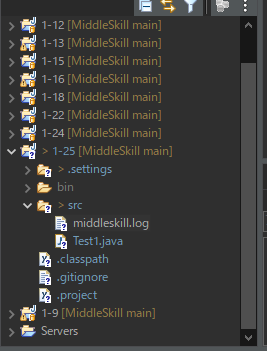 1-12 [MiddleSkill main]
1-13 [MiddleSkill main]
1-15 [MiddleSkill main]
1-16 [MiddleSkill main]
1-18 [MiddleSkill main]
1-22 [MiddleSkill main]
1-24 [MiddleSkill main]
> 1-25 [MiddleSkill main]
> .settings
bin
> src
middleskill.log
Test1.java
.classpath
.gitignore
.project
1-9 [MiddleSkill main]
Servers